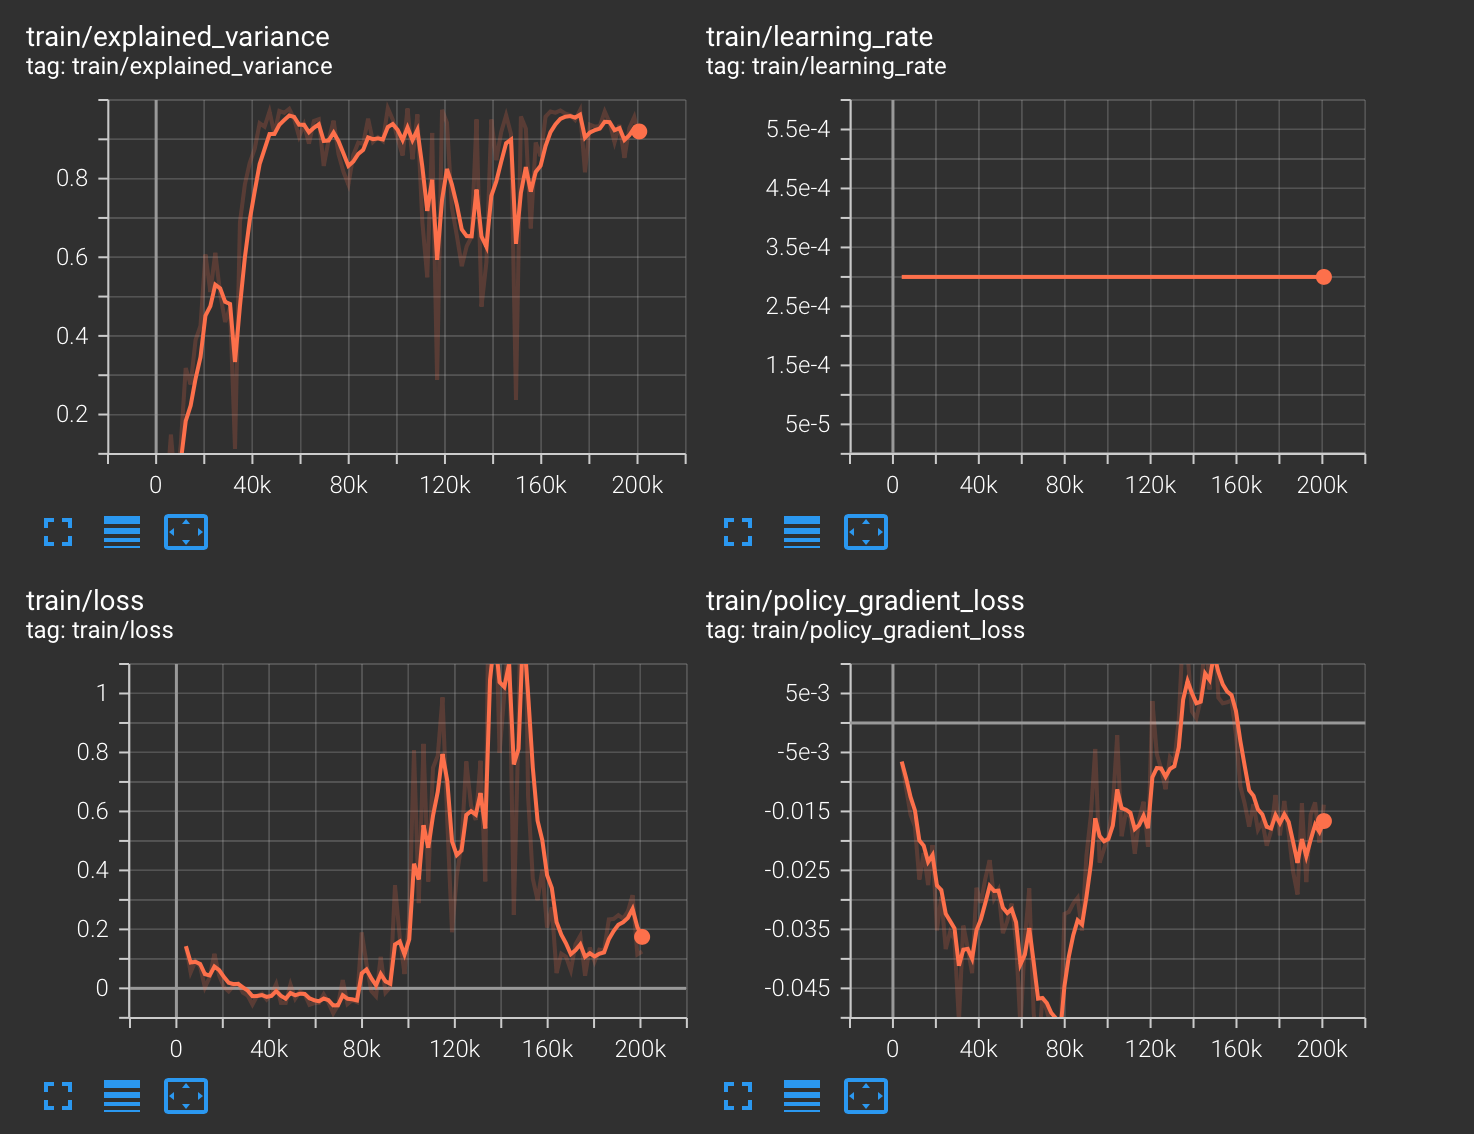 train/explained_variance
tag: train/explained_variance
0.8
0.6
0.4
0.2
0 40k 80k 120k 160k 200k
train/learning_rate
tag: train/learning_rate
5.5e-4
4.5e-4
3.5e-4
2.5e-4
1.5e-4
5e-5
0 40k 80k 120k 160k 200k
train/loss
tag: train/loss
1
0.8
0.6
0.4
0.2
0
0 40k 80k 120k 160k 200k
train/policy_gradient_loss
tag: train/policy_gradient_loss
5e-3
-5e-3
-0.015
-0.025
-0.035
-0.045
0 40k 80k 120k 160k 200k